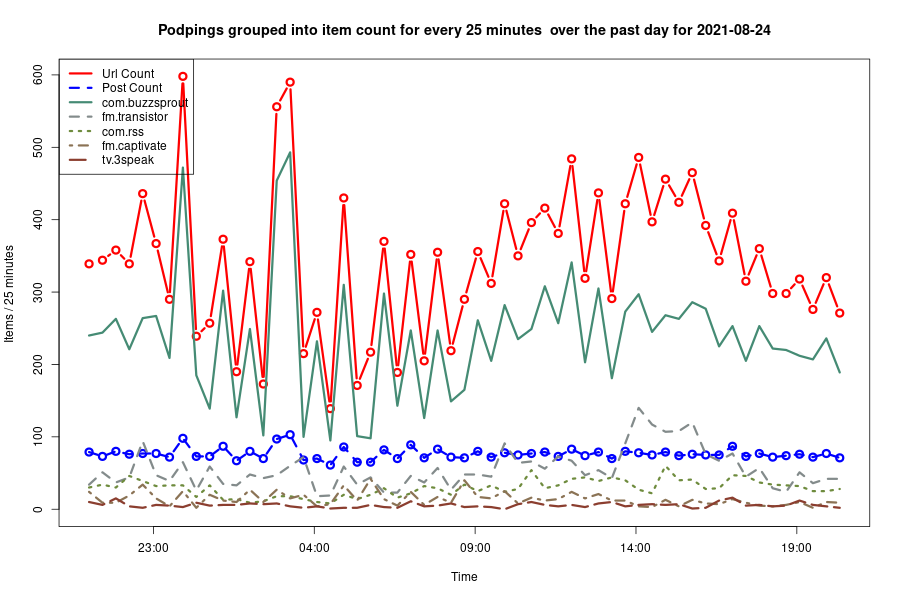 Podpings grouped into item count for every 25 minutes  over the past day for 2021-08-24
Url Count
Post Count
com.buzzsprout
fm.transistor
com.rss
fm.captivate
tv.3speak
Items / 25 minutes
600
500
400
300
200
100
0
23:00
04:00
09:00
14:00
19:00
Time